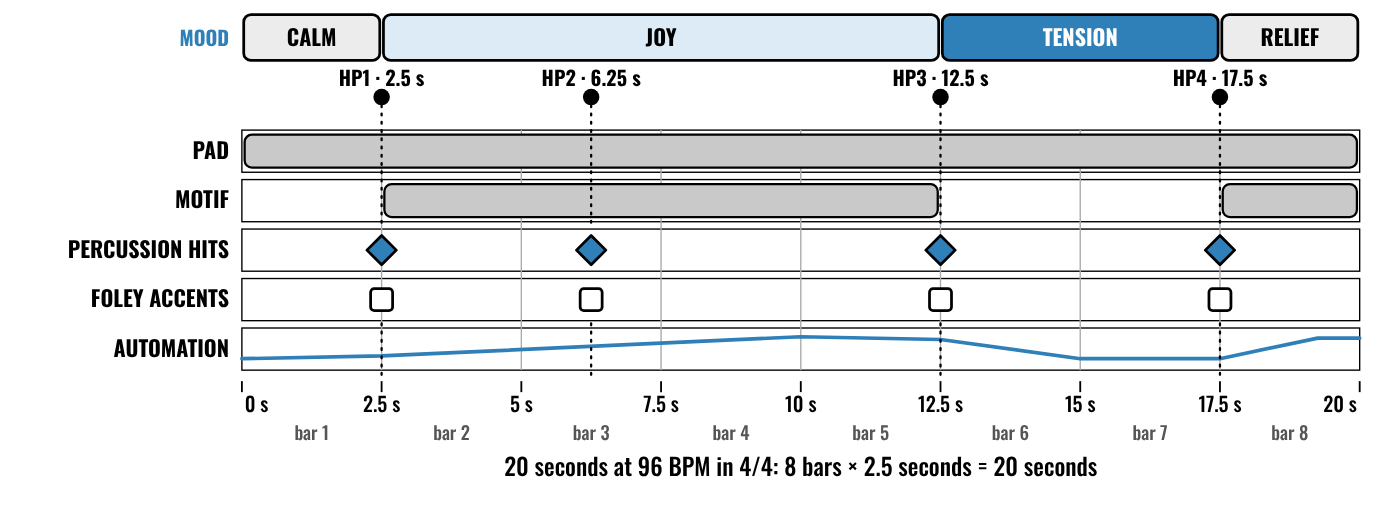 MOOD CALM JOY TENSION RELIEF
HP1 · 2.5 s HP2 · 6.25 s HP3 · 12.5 s HP4 · 17.5 s
PAD
MOTIF
PERCUSSION HITS
FOLEY ACCENTS
AUTOMATION
0 s 2.5 s 5 s 7.5 s 10 s 12.5 s 15 s 17.5 s 20 s
bar 1 bar 2 bar 3 bar 4 bar 5 bar 6 bar 7 bar 8
20 seconds at 96 BPM in 4/4: 8 bars × 2.5 seconds = 20 seconds